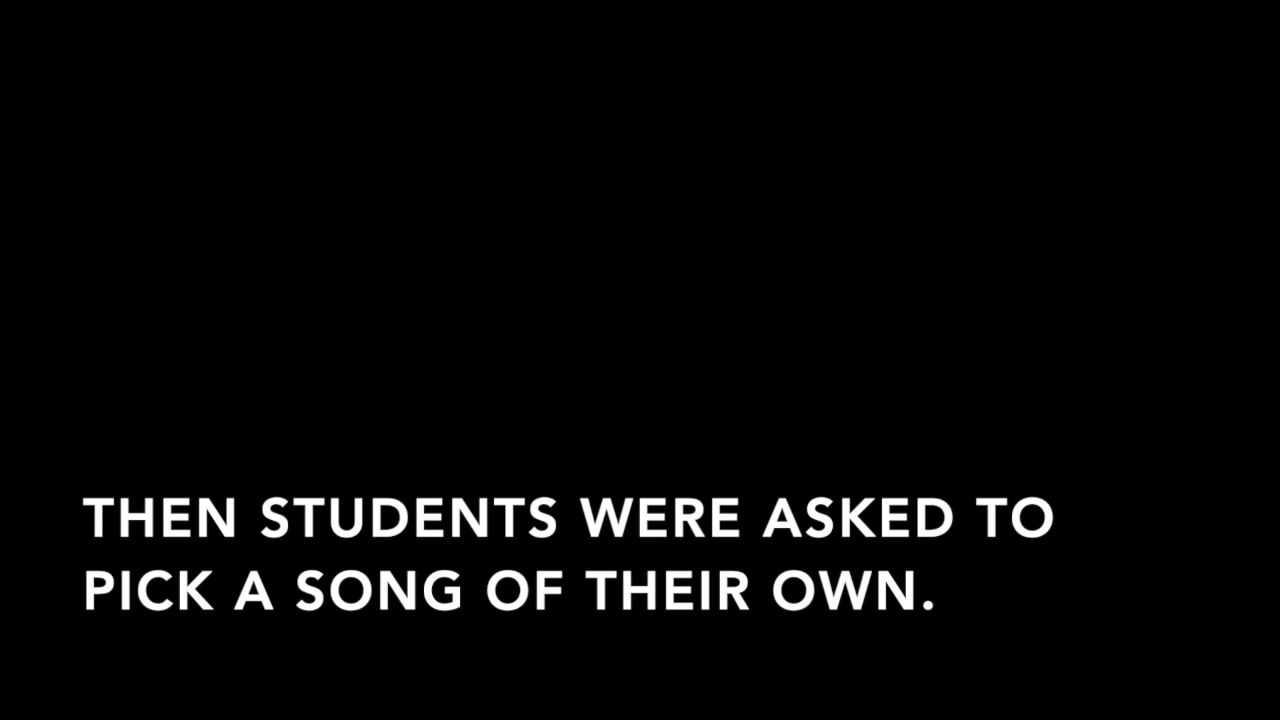 THEN STUDENTS WERE ASKED TO
PICK A SONG OF THEIR OWN.